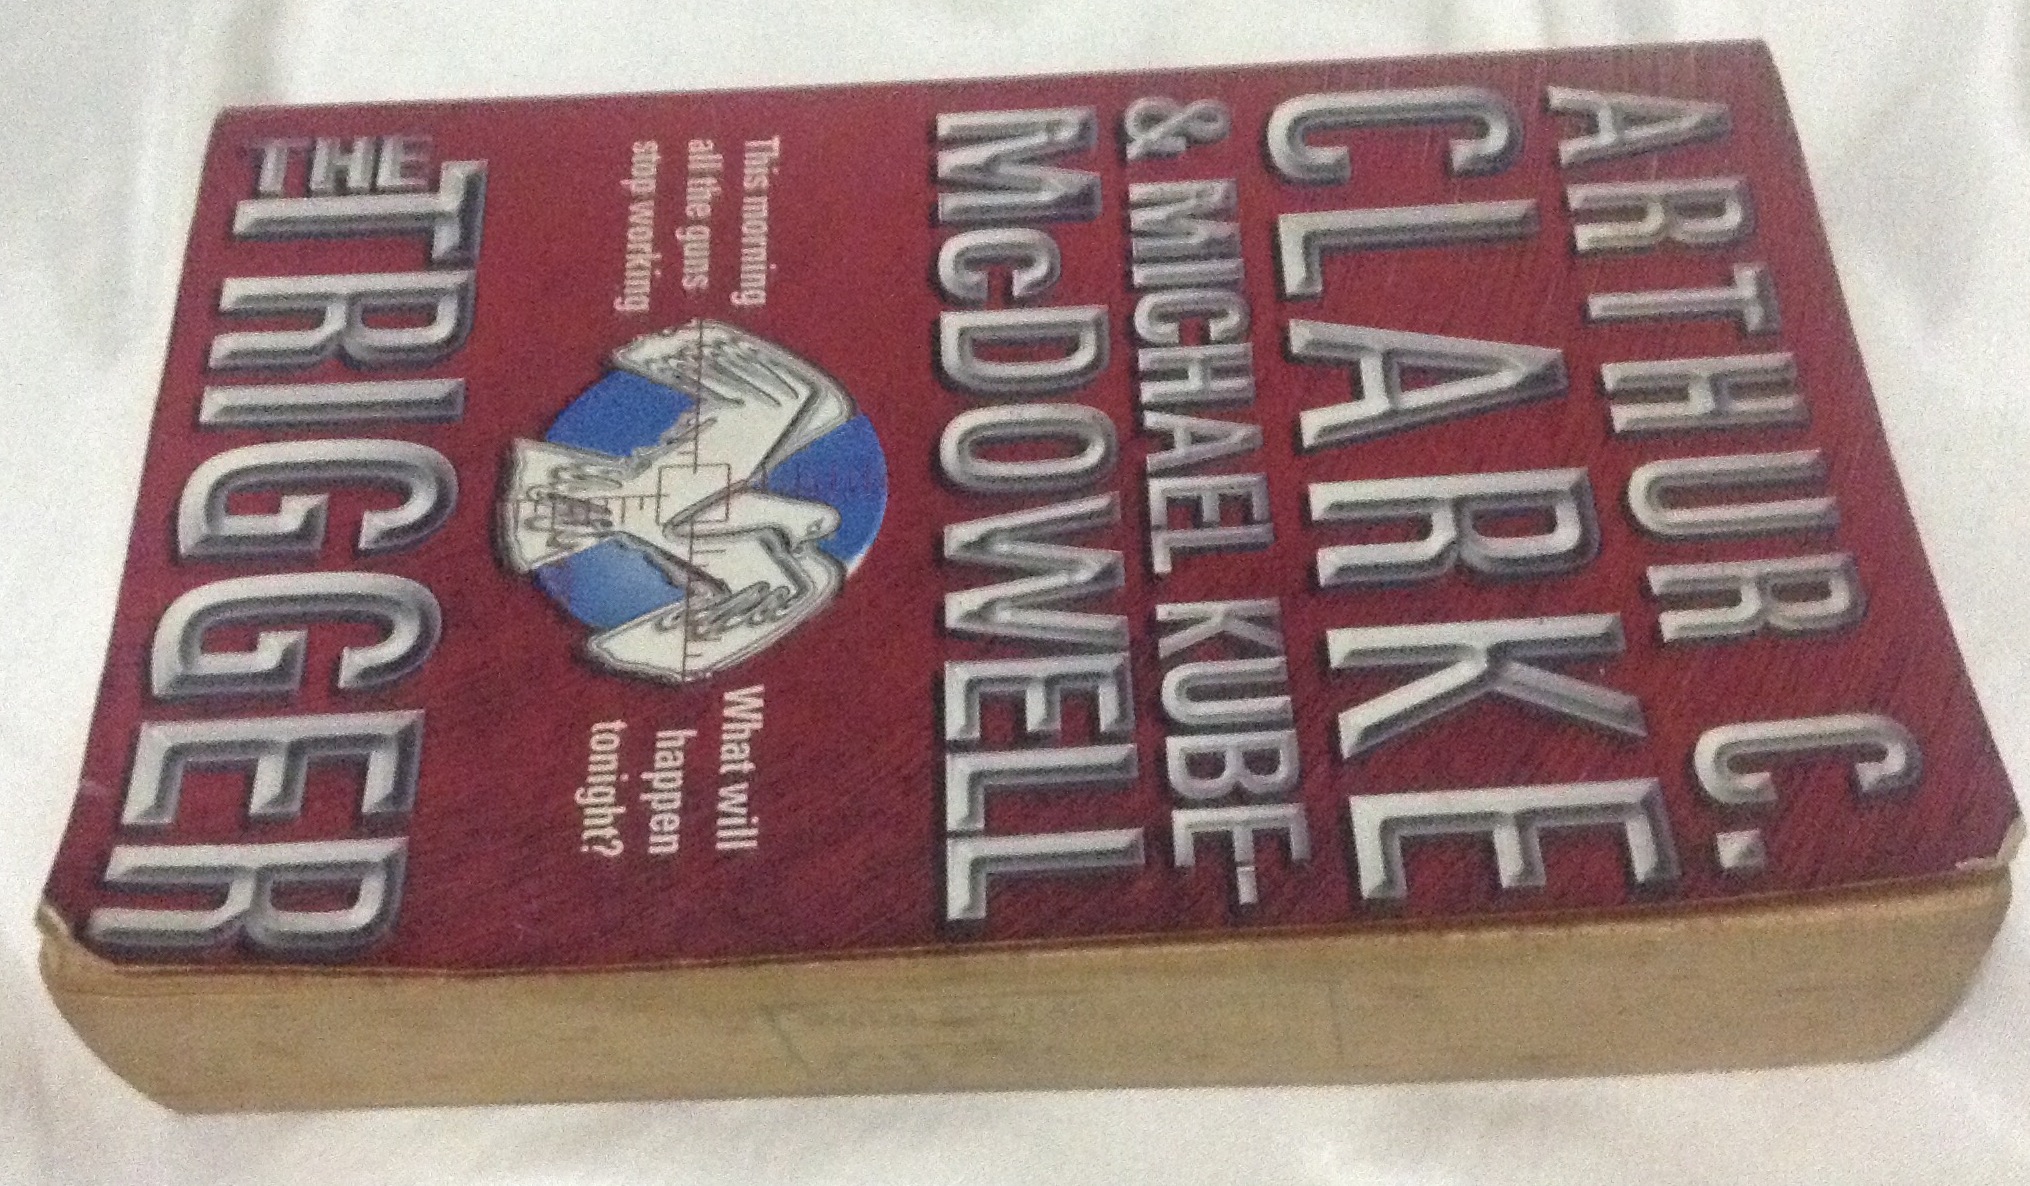 ARTHUR C.
CLARKE
& MICHAEL KUBE-
McDOWELL
This morning
all the guns
stop working
What will
happen
tonight?
THE
TRIGGER